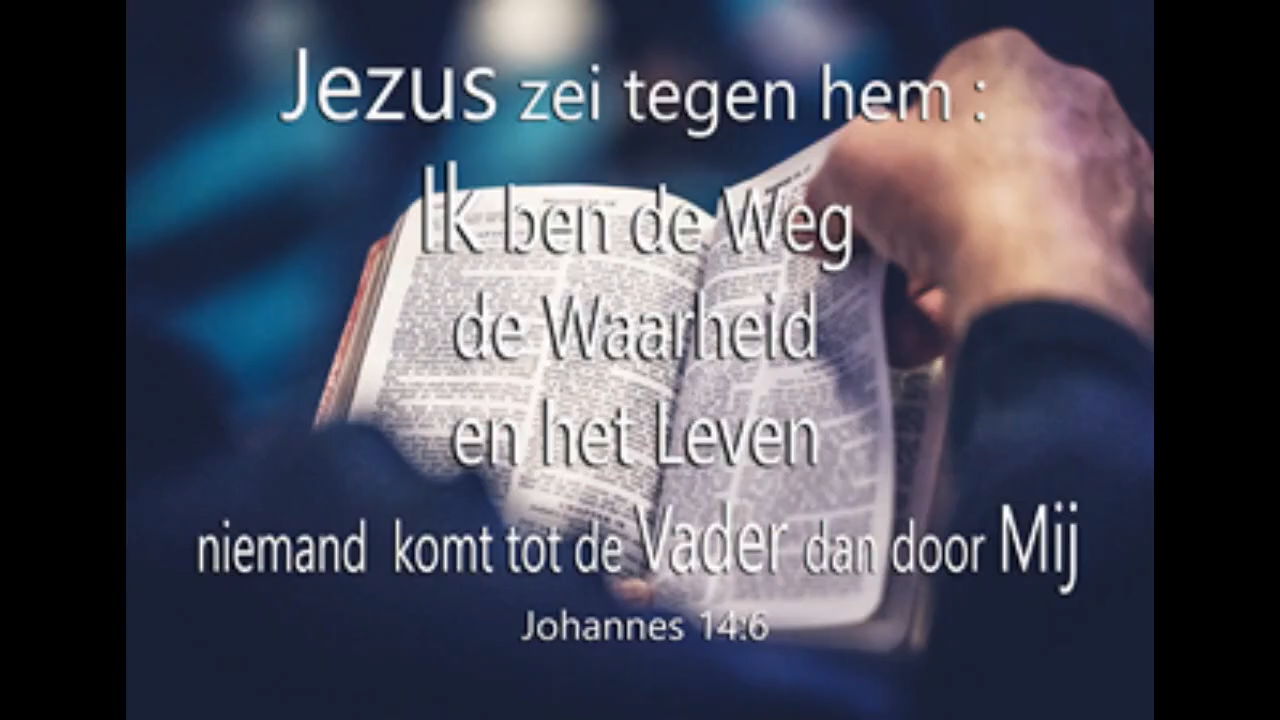 Jezus zei tegen hem :
Ik ben de Weg
de Waarheid
en het Leven
niemand komt tot de Vader dan door Mij
Johannes 14:6